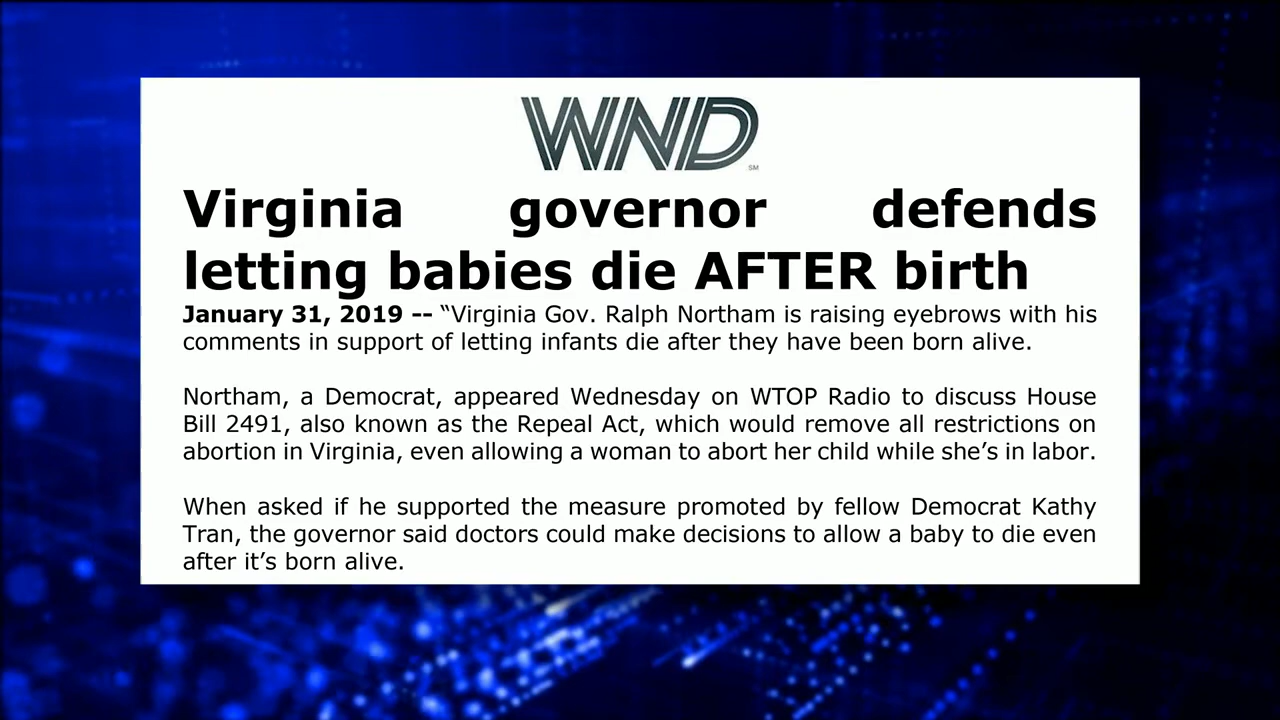 WND
SM
Virginia governor defends
letting babies die AFTER birth
January 31, 2019 -- “Virginia Gov. Ralph Northam is raising eyebrows with his
comments in support of letting infants die after they have been born alive.
Northam, a Democrat, appeared Wednesday on WTOP Radio to discuss House
Bill 2491, also known as the Repeal Act, which would remove all restrictions on
abortion in Virginia, even allowing a woman to abort her child while she’s in labor.
When asked if he supported the measure promoted by fellow Democrat Kathy
Tran, the governor said doctors could make decisions to allow a baby to die even
after it’s born alive.